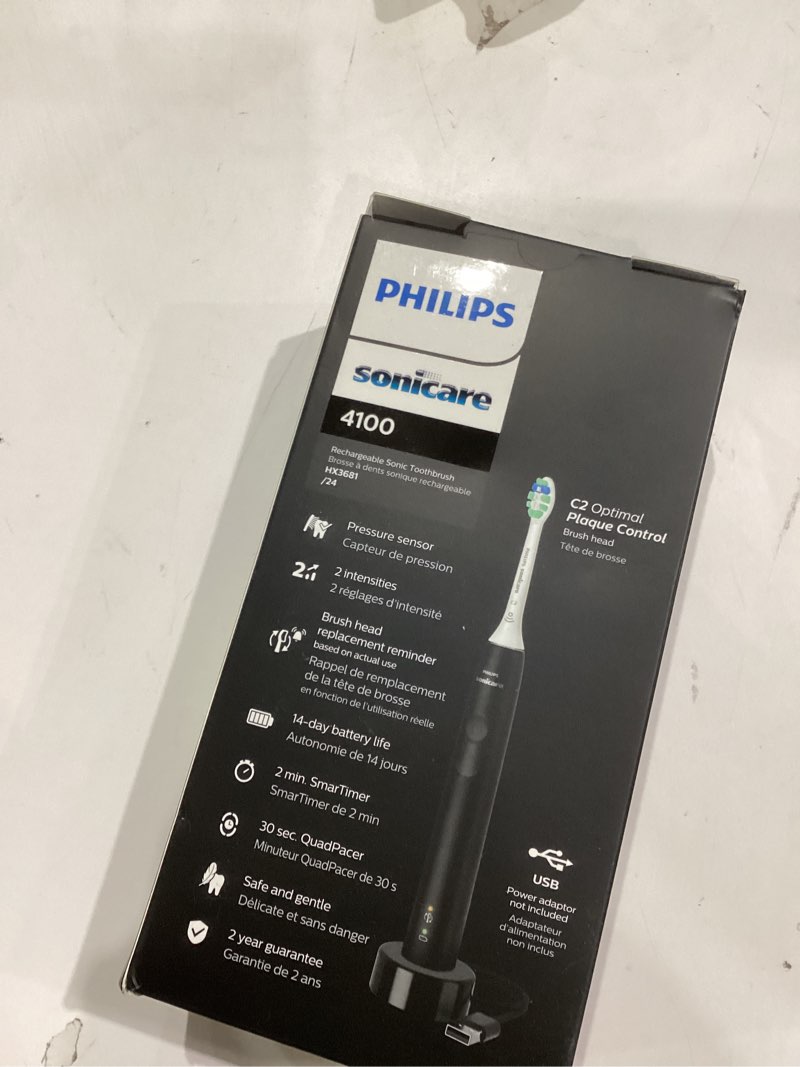 PHILIPS
sonicare
4100
Rechargeable Sonic Toothbrush
Brosse à dents sonique rechargeable
HX3681
/24
Pressure sensor
Capteur de pression
2 intensities
2 réglages d'intensité
Brush head
replacement reminder
based on actual use
Rappel de remplacement
de la tête de brosse
en fonction de l'utilisation réelle
14-day battery life
Autonomie de 14 jours
2 min. SmarTimer
SmarTimer de 2 min
30 sec. QuadPacer
Minuteur QuadPacer de 30 s
Safe and gentle
Délicate et sans danger
2 year guarantee
Garantie de 2 ans
C2 Optimal
Plaque Control
Brush head
Tête de brosse
PHILIPS
sonicare
USB
Power adaptor
not included
Adaptateur
d'alimentation
non inclus